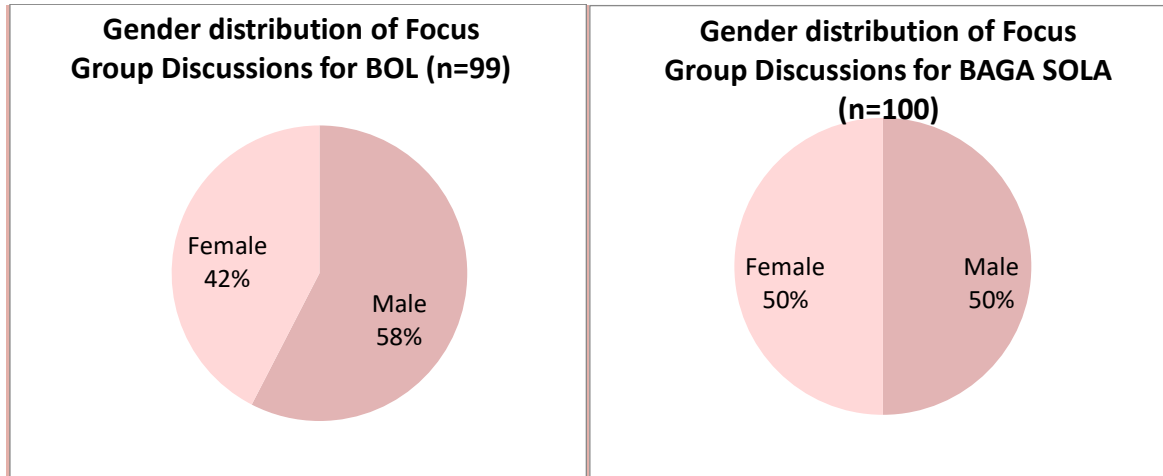 Gender distribution of Focus
Group Discussions for BOL (n=99)
Female
42%
Male
58%
Gender distribution of Focus
Group Discussions for BAGA SOLA
(n=100)
Female
50%
Male
50%